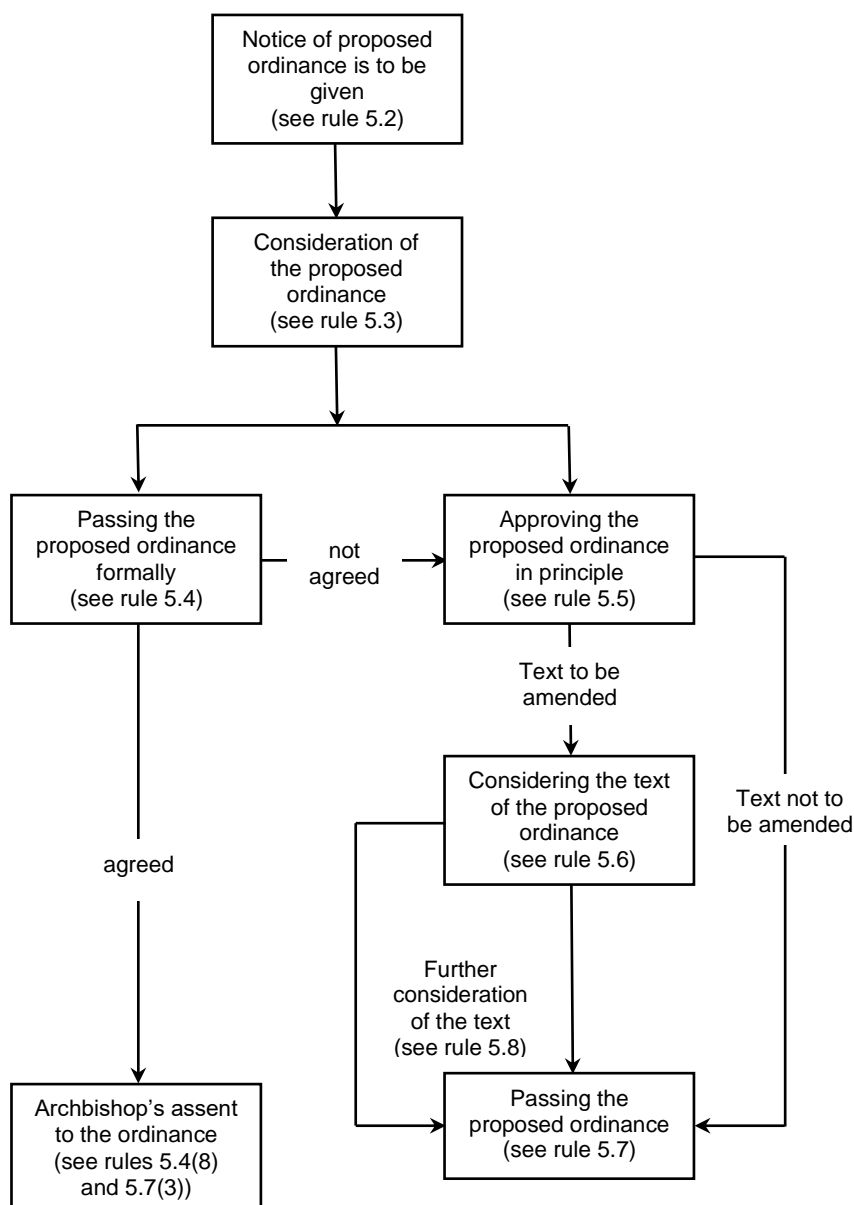 Notice of proposed
ordinance is to be
given
(see rule 5.2)
Consideration of
the proposed
ordinance
(see rule 5.3)
Passing the
proposed ordinance
formally
(see rule 5.4)
not
agreed
Approving the
proposed ordinance
in principle
(see rule 5.5)
Text to be
amended
Considering the text
of the proposed
ordinance
(see rule 5.6)
Text not to
be amended
agreed
Further
consideration
of the text
(see rule 5.8)
Archbishop’s assent
to the ordinance
(see rules 5.4(8)
and 5.7(3))
Passing the
proposed ordinance
(see rule 5.7)